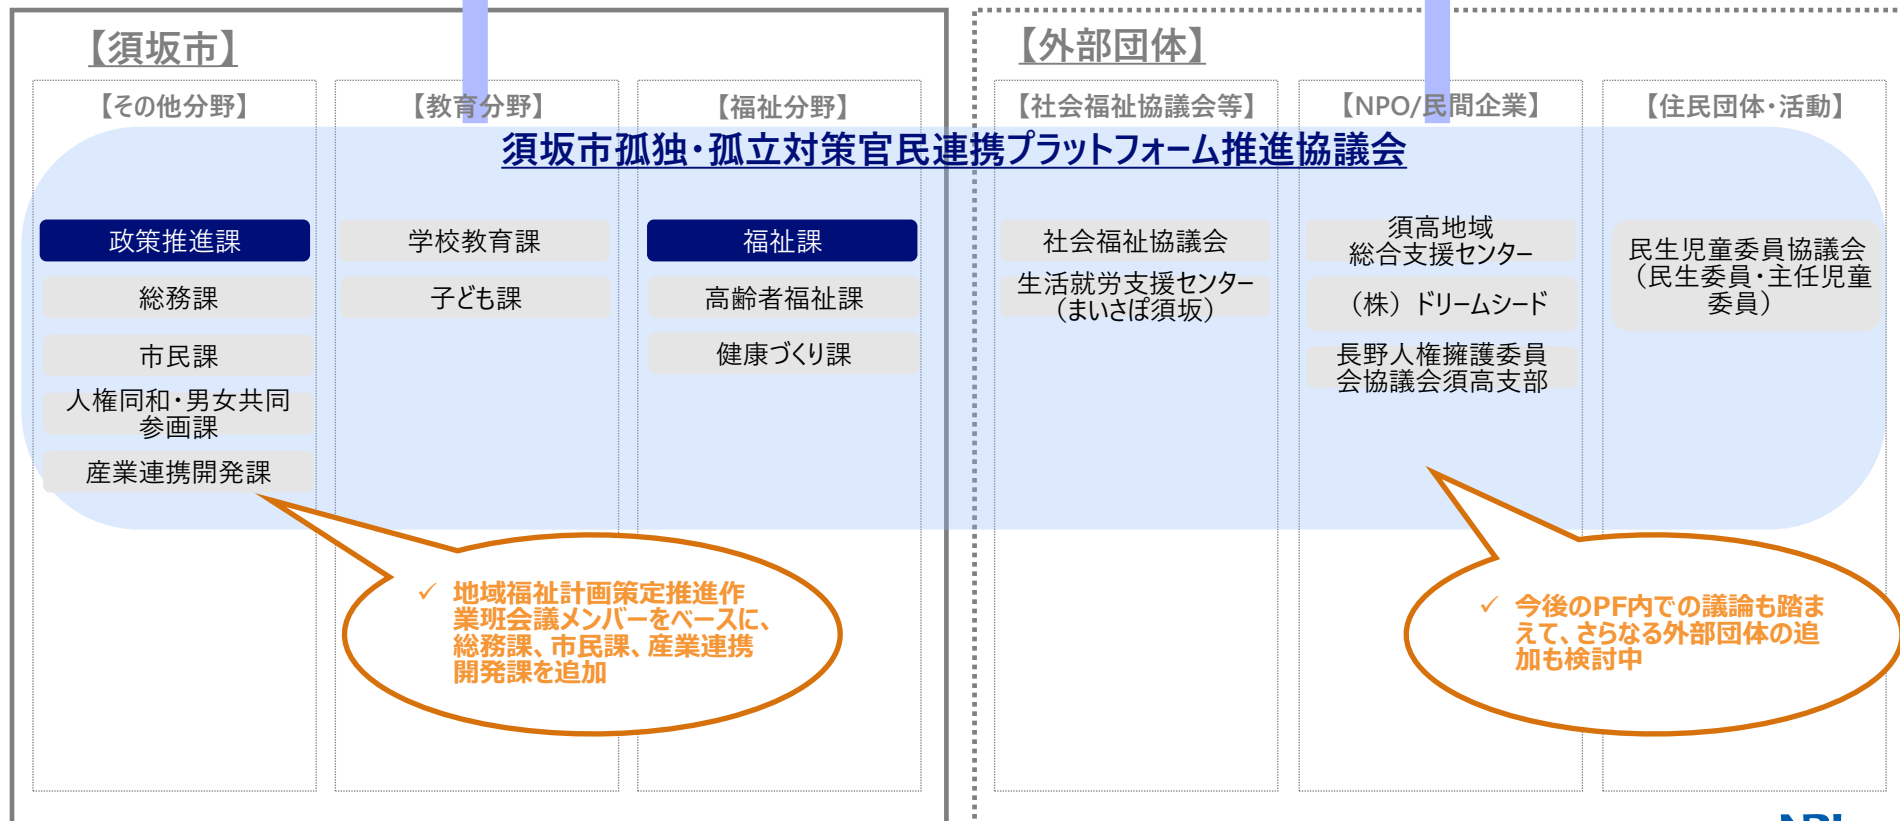 【須坂市】
【その他分野】
【教育分野】
【福祉分野】
【外部団体】
【社会福祉協議会等】
【NPO/民間企業】
【住民団体・活動】
須坂市孤独・孤立対策官民連携プラットフォーム推進協議会
政策推進課
総務課
市民課
人権同和・男女共同
参画課
産業連携開発課
学校教育課
子ども課
福祉課
高齢者福祉課
健康づくり課
社会福祉協議会
生活就労支援センター
（まいさぽ須坂）
須高地域
総合支援センター
（株）ドリームシード
長野人権擁護委員
会協議会須高支部
民生児童委員協議会
（民生委員・主任児童
委員）
✓ 地域福祉計画策定推進作
業班会議メンバーをベースに、
総務課、市民課、産業連携
開発課を追加
✓ 今後のPF内での議論も踏ま
えて、さらなる外部団体の追
加も検討中